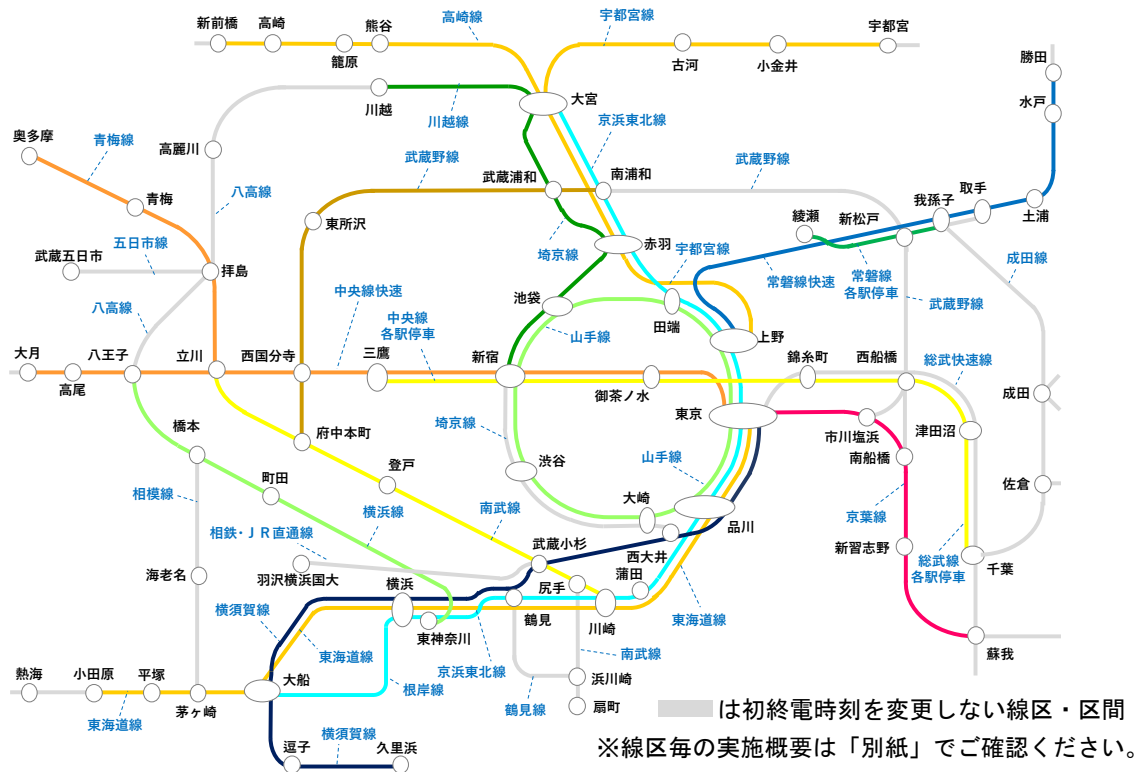 新前橋
高崎
熊谷
籠原
高崎線
宇都宮線
古河
小金井
宇都宮
勝田
水戸
大宮
川越
川越線
京浜東北線
奥多摩
青梅線
高麗川
武蔵野線
武蔵浦和
南浦和
武蔵野線
我孫子
取手
土浦
青梅
八高線
東所沢
綾瀬
新松戸
武蔵五日市
五日市線
拝島
埼京線
赤羽
宇都宮線
常磐線快速
常磐線
各駅停車
武蔵野線
成田線
八高線
中央線快速
中央線
各駅停車
池袋
山手線
田端
上野
大月
高尾
八王子
立川
西国分寺
三鷹
新宿
御茶ノ水
錦糸町
西船橋
総武快速線
成田
東京
市川塩浜
津田沼
南船橋
橋本
府中本町
埼京線
町田
登戸
渋谷
山手線
大崎
佐倉
相模線
横浜線
南武線
品川
京葉線
相鉄・ＪＲ直通線
武蔵小杉
西大井
新習志野
総武線
各駅停車
千葉
海老名
羽沢横浜国大
横浜
尻手
蒲田
横須賀線
東神奈川
鶴見
川崎
東海道線
蘇我
東海道線
京浜東北線
南武線
熱海
小田原
平塚
大船
根岸線
浜川崎
東海道線
茅ヶ崎
鶴見線
扇町
横須賀線
逗子
久里浜
は初終電時刻を変更しない線区・区間
※線区毎の実施概要は「別紙」でご確認ください。